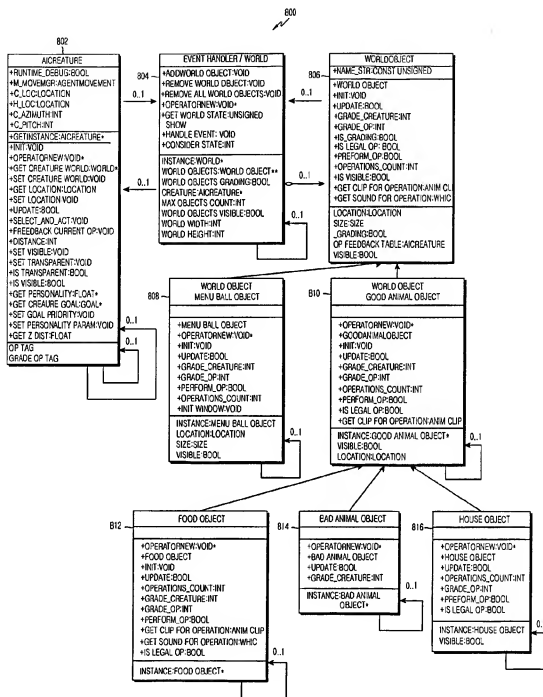 800
802
AICREATURE
+RUNTIME_DEBUG:BOOL
+M_MOVEMGR:AGENTMOVEMENT
+C_LOC:LOCATION
+H_LOC:LOCATION
+C_AZIMUTH:INT
+C_PITCH:INT
+GETINSTANCE:AICREATURE*
+INIT:VOID
+OPERATORNEW:VOID*
+GET CREATURE WORLD:WORLD*
+SET CREATURE WORLD:VOID
+GET LOCATION:LOCATION
+SET LOCATION:VOID
+UPDATE:BOOL
+SELECT_AND_ACT:VOID
+FREEDBACK CURRENT OP:VOID
+DISTANCE:INT
+SET VISIBLE:VOID
+SET TRANSPARENT:VOID
+IS TRANSPARENT:BOOL
+IS VISIBLE:BOOL
+GET PERSONALITY:FLOAT*
+GET CREAURE GOAL:GOAL*
+SET GOAL PRIORITY:VOID
+SET PERSONALITY PARAM:VOID
+GET Z DIST:FLOAT
OP TAG
GRADE OP TAG
0..1
0..1
0..1
804
EVENT HANDLER / WORLD
+ADDWORLD OBJECT:VOID
+REMOVE WORLD OBJECT:VOID
+REMOVE ALL WORLD OBJECTS:VOID
+OPERATORNEW:VOID*
+GET WORLD STATE:UNSIGNED
SHOW
+HANDLE EVENT: VOID
+CONSIDER STATE:INT
INSTANCE:WORLD*
WORLD OBJECTS:WORLD OBJECT**
WORLD OBJECTS GRADING:BOOL
CREATURE:AICREATURE*
MAX OBJECTS COUNT:INT
WORLD OBJECTS VISIBLE:BOOL
WORLD WIDTH:INT
WORLD HEIGHT:INT
0..1
0..1
806
WORLDOBJECT
+NAME_STR:CONST UNSIGNED
+WORLD OBJECT
+INIT:VOID
+UPDATE:BOOL
+GRADE_CREATURE:INT
+GRADE_OP:INT
+IS_GRADING:BOOL
+IS LEGAL OP:BOOL
+PREFORM_OP:BOOL
+OPERATIONS_COUNT:INT
+IS VISIBLE:BOOL
+GET CLIP FOR OPERATION:ANIM CLI
+GET SOUND FOR OPERATION:WHIC
LOCATION:LOCATION
SIZE:SIZE
_GRADING:BOOL
OP FEEDBACK TABLE:AICREATURE
VISIBLE:BOOL
808
WORLD OBJECT
MENU BALL OBJECT
+MENU BALL OBJECT
+OPERATORNEW:VOID*
+INIT:VOID
+UPDATE:BOOL
+GRADE_CREATURE:INT
+GRADE_OP:INT
+PERFORM_OP:BOOL
+OPERATIONS_COUNT:INT
+INIT WINDOW:VOID
INSTANCE:MENU BALL OBJECT
LOCATION:LOCATION
SIZE:SIZE
VISIBLE:BOOL
0..1
810
WORLD OBJECT
GOOD ANIMAL OBJECT
+OPERATORNEW:VOID*
+GOODANIMALOBJECT
+INIT:VOID
+UPDATE:BOOL
+GRADE_CREATURE:INT
+GRADE_OP:INT
+OPERATIONS_COUNT:INT
+PERFORM_OP:BOOL
+IS LEGAL OP:BOOL
+GET CLIP FOR OPERATION:ANIM CLIP
INSTANCE:GOOD ANIMAL OBJECT*
VISIBLE:BOOL
LOCATION:LOCATION
0..1
812
FOOD OBJECT
+OPERATORNEW:VOID*
+FOOD OBJECT
+INIT:VOID
+UPDATE:BOOL
+OPERATIONS_COUNT:INT
+GRADE_CREATURE:INT
+GRADE_OP:INT
+PERFORM_OP:BOOL
+GET CLIP FOR OPERATION:ANIM CLIP
+GET SOUND FOR OPERATION:WHIC
+IS LEGAL OP:BOOL
INSTANCE:FOOD OBJECT*
0..1
814
BAD ANIMAL OBJECT
+OPERATORNEW:VOID*
+BAD ANIMAL OBJECT
+UPDATE:BOOL
+GRADE_CREATURE:INT
INSTANCE:BAD ANIMAL
OBJECT*
0..1
816
HOUSE OBJECT
+OPERATORNEW:VOID*
+HOUSE OBJECT
+UPDATE:BOOL
+OPERATIONS_COUNT:INT
+GRADE_OP:INT
+PREFORM_OP:BOOL
+IS LEGAL OP:BOOL
INSTANCE:HOUSE OBJECT
VISIBLE:BOOL